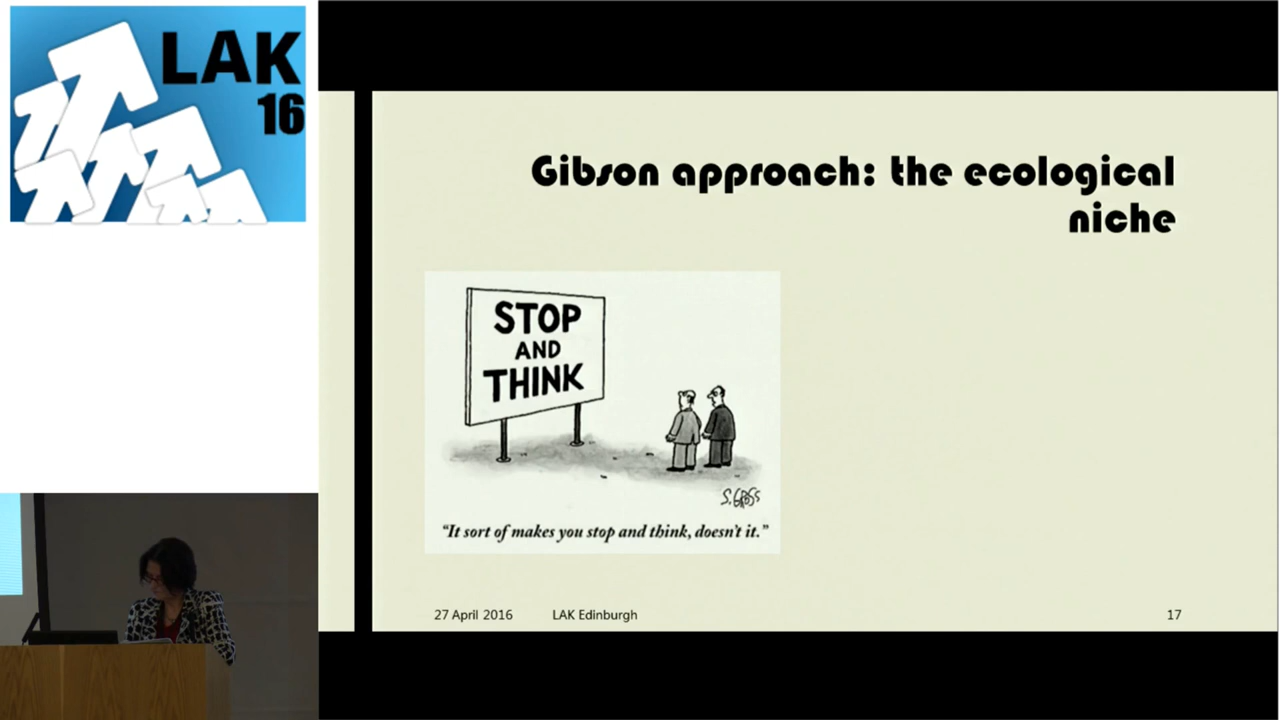 LAK
16
Gibson approach: the ecological
niche
STOP
AND
THINK
S. GROSS
"It sort of makes you stop and think, doesn't it."
27 April 2016 LAK Edinburgh 17